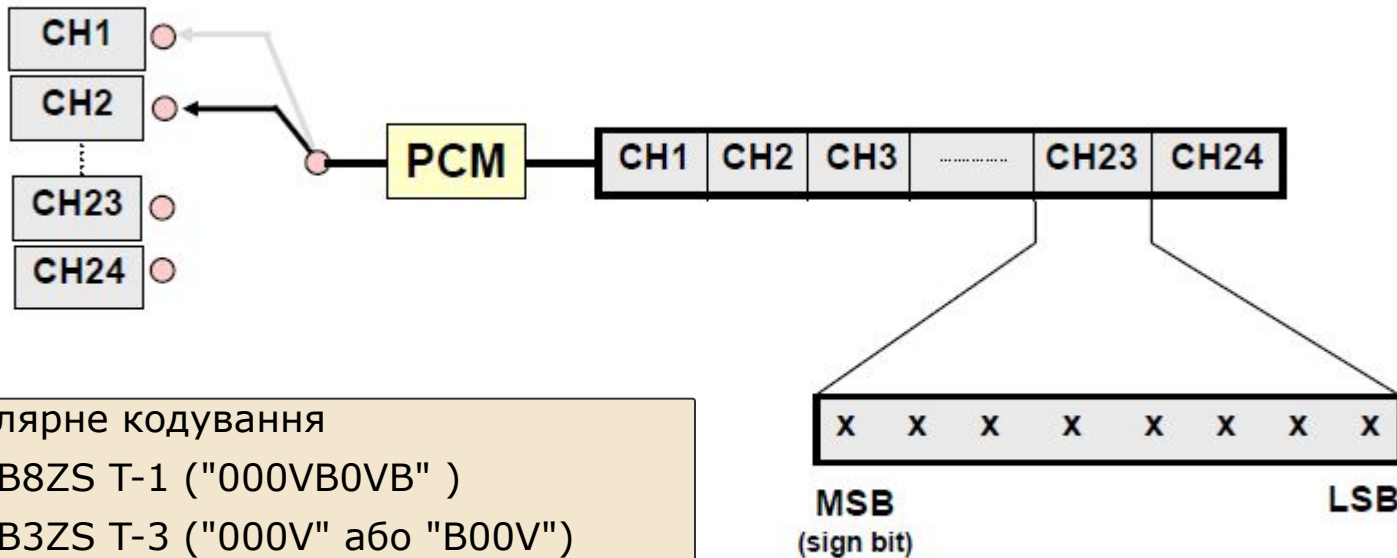 CH1
CH2
CH23
CH24
PCM
CH1 CH2 CH3 .............. CH23 CH24
x x x x x x x x
MSB
(sign bit)
LSB
лярне кодування
B8ZS T-1 ("000VB0VB" )
B3ZS T-3 ("000V" або "B00V")